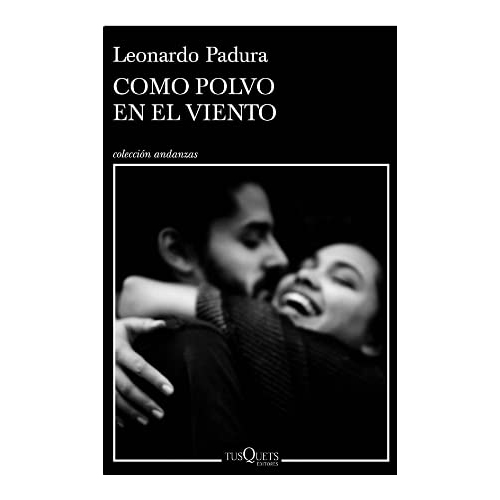 Leonardo Padura
COMO POLVO
EN EL VIENTO
colección andanzas
TUSQUETS
EDITORES